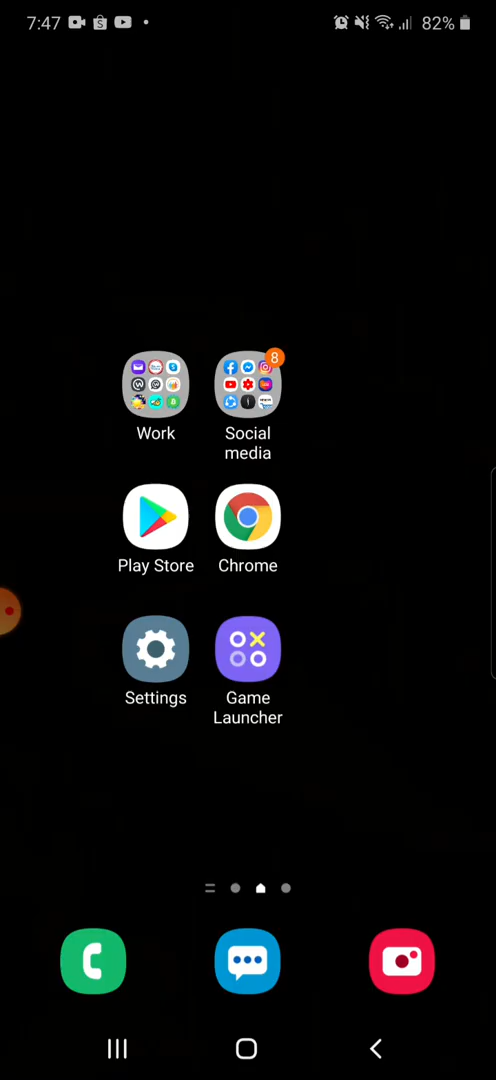 7:47
82%
8
Work
Social
media
Play Store
Chrome
Settings
Game
Launcher